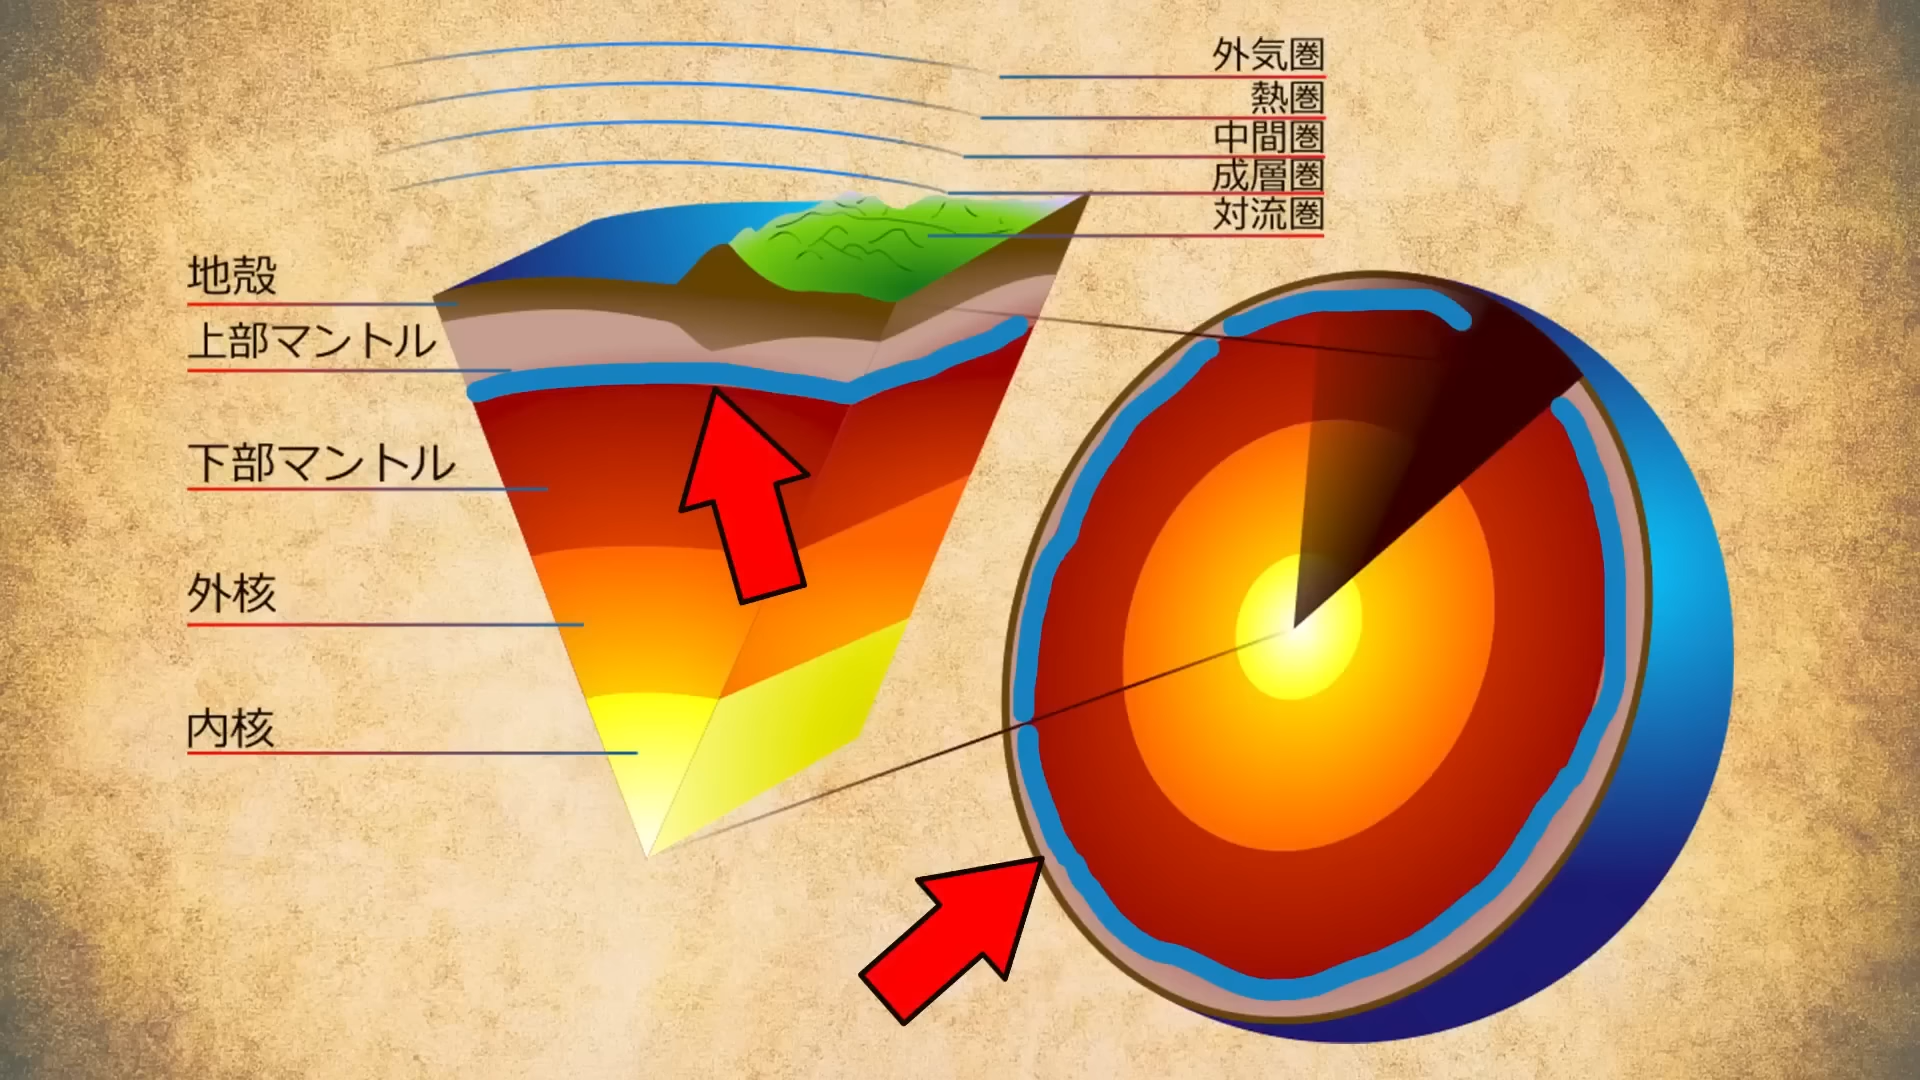 外気圏
熱圏
中間圏
成層圏
対流圏
地殻
上部マントル
下部マントル
外核
内核